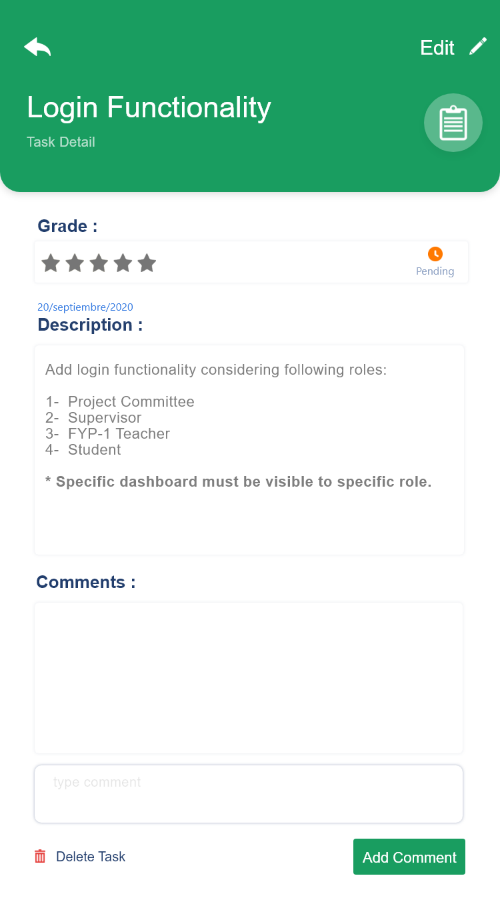 Edit
Login Functionality
Task Detail
Grade :
Pending
20/septiembre/2020
Description :
Add login functionality considering following roles:
1- Project Committee
2- Supervisor
3- FYP-1 Teacher
4- Student
* Specific dashboard must be visible to specific role.
Comments :
type comment
Delete Task
Add Comment